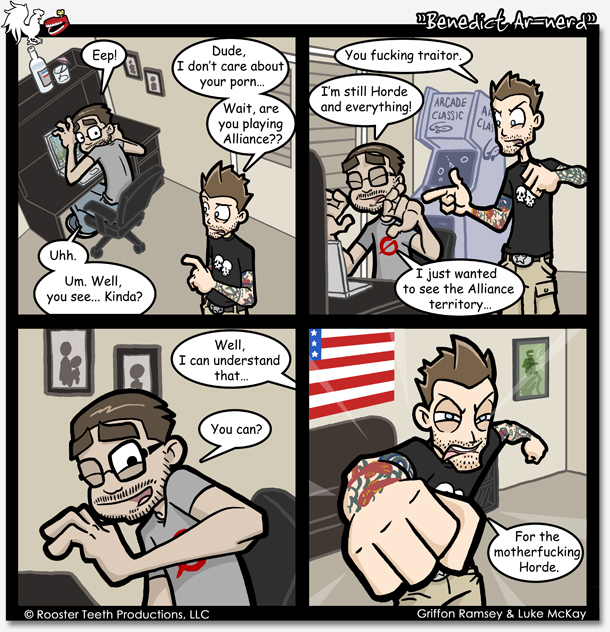 "Benedict Ar=nerd"
Eep!
Dude,
I don't care about
your porn...
Wait, are
you playing
Alliance??
Uhh.
Um. Well,
you see... Kinda?
You fucking traitor.
I'm still Horde
and everything!
ARCADE
CLASSIC
AR
CLA
I just wanted
to see the Alliance
territory...
Well,
I can understand
that...
You can?
For the
motherfucking
Horde.
© Rooster Teeth Productions, LLC
Griffon Ramsey & Luke McKay